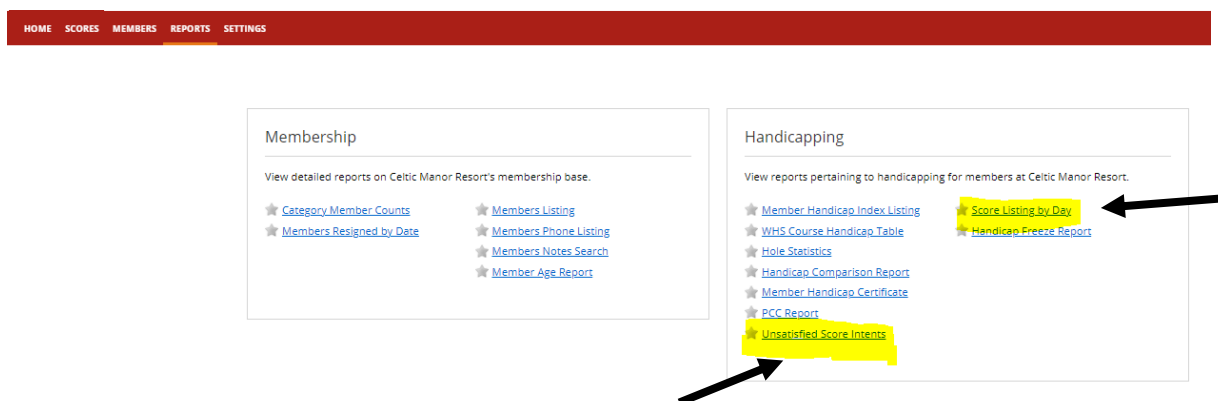 HOME SCORES MEMBERS REPORTS SETTINGS
Membership
View detailed reports on Celtic Manor Resort's membership base.
Category Member Counts
Members Resigned by Date
Members Listing
Members Phone Listing
Members Notes Search
Member Age Report
Handicapping
View reports pertaining to handicapping for members at Celtic Manor Resort.
Member Handicap Index Listing
WHS Course Handicap Table
Hole Statistics
Handicap Comparison Report
Member Handicap Certificate
PCC Report
Unsatisfied Score Intents
Score Listing by Day
Handicap Freeze Report